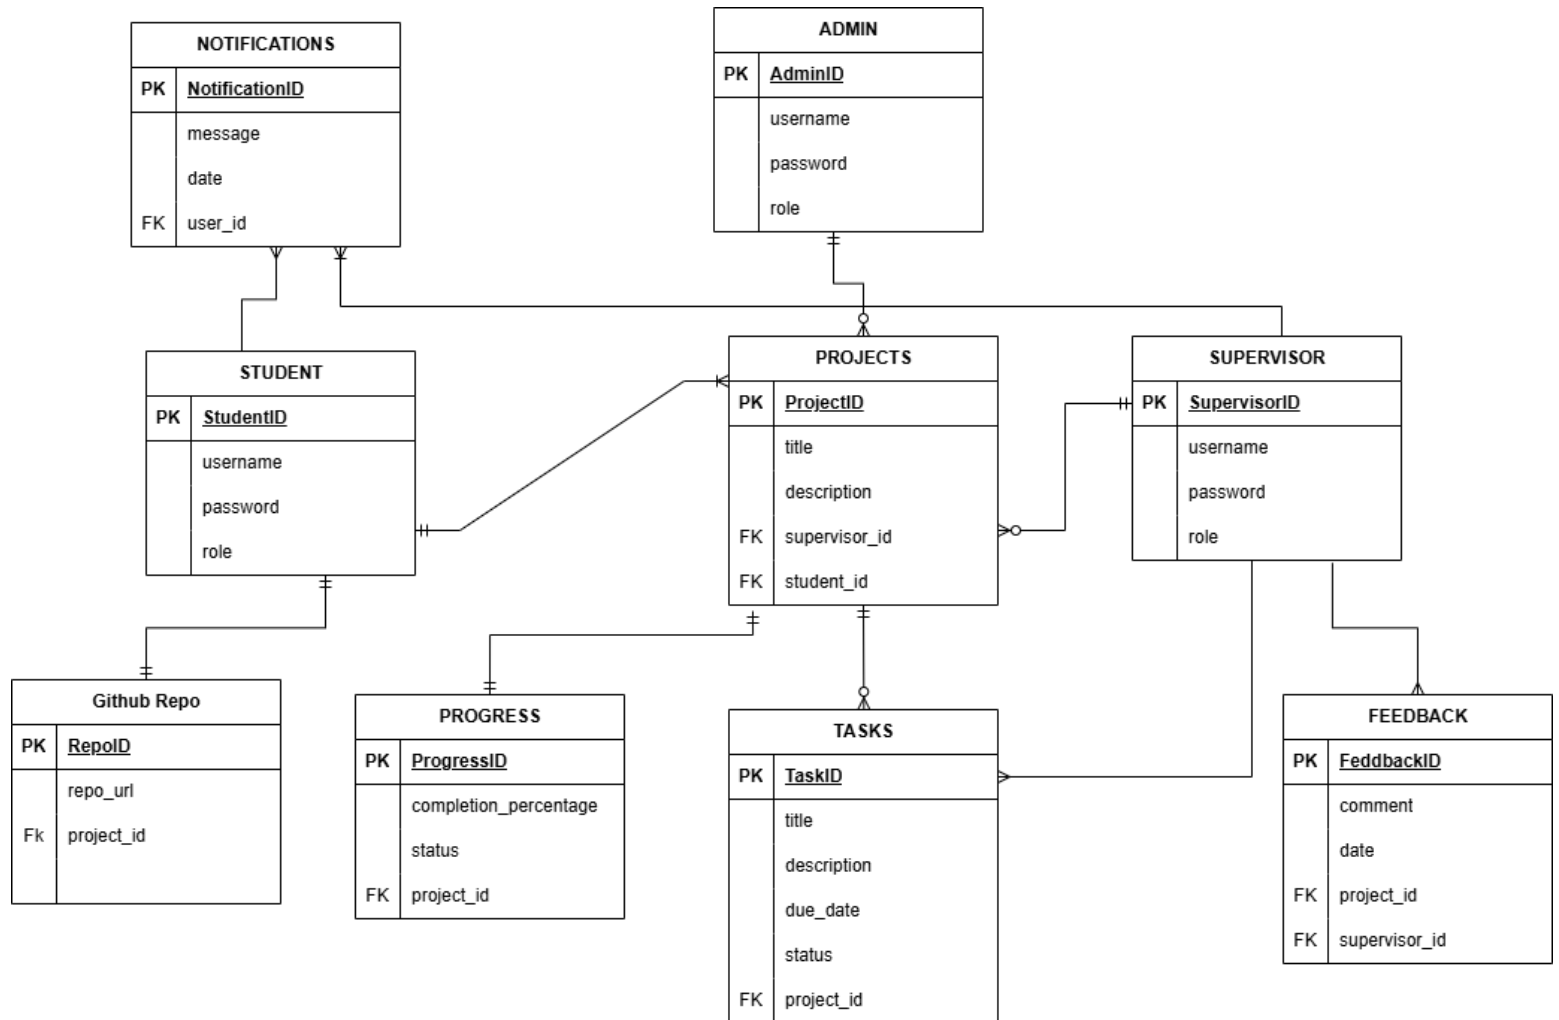 NOTIFICATIONS
PK NotificationID
message
date
FK user_id
ADMIN
PK AdminID
username
password
role
STUDENT
PK StudentID
username
password
role
PROJECTS
PK ProjectID
title
description
FK supervisor_id
FK student_id
SUPERVISOR
PK SupervisorID
username
password
role
Github Repo
PK RepoID
repo_url
Fk project_id
PROGRESS
PK ProgressID
completion_percentage
status
FK project_id
TASKS
PK TaskID
title
description
due_date
status
FK project_id
FEEDBACK
PK FeddbackID
comment
date
FK project_id
FK supervisor_id